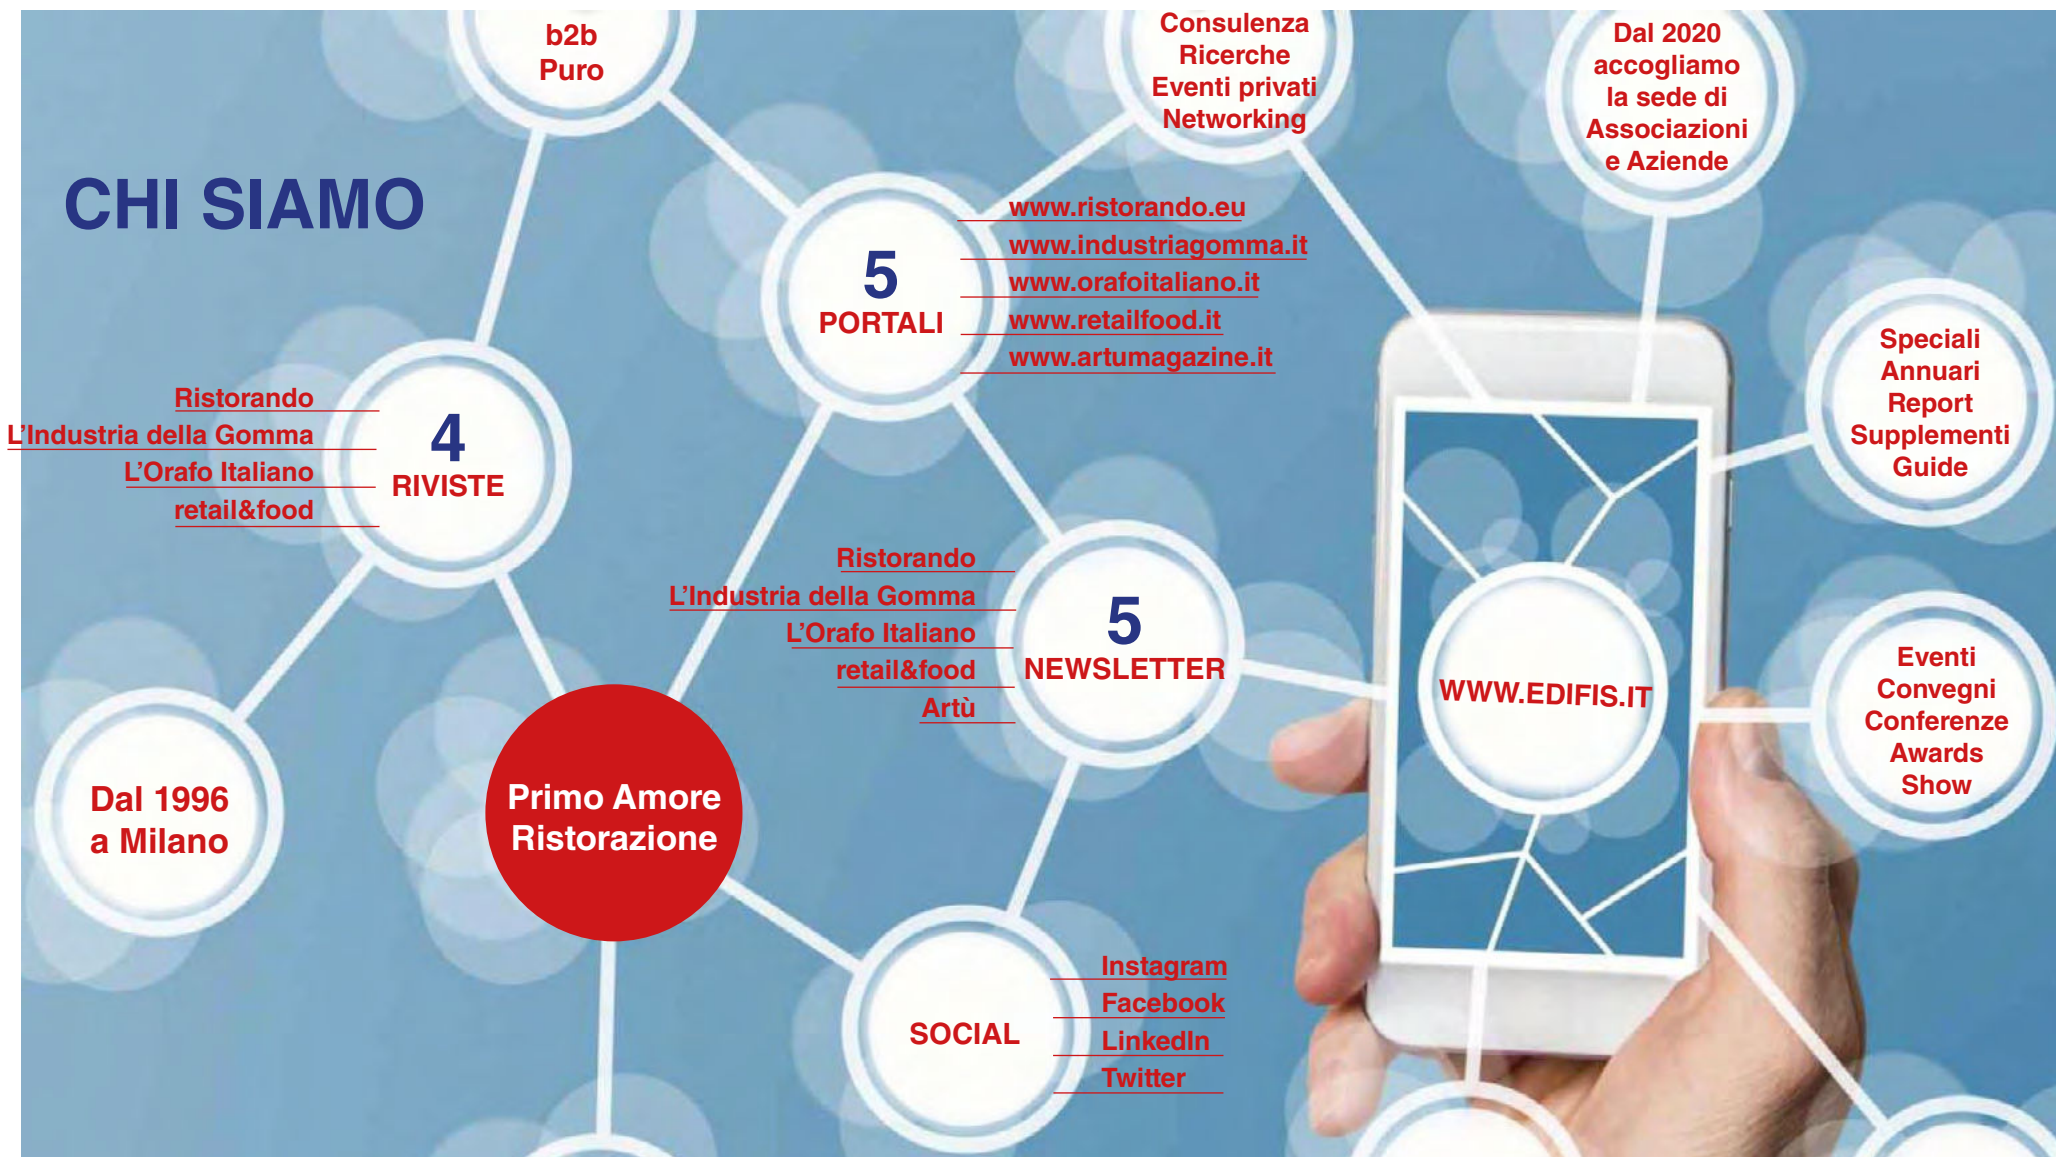 b2b
Puro
Consulenza
Ricerche
Eventi privati
Networking
Dal 2020
accogliamo
la sede di
Associazioni
e Aziende
CHI SIAMO
5
PORTALI
www.ristorando.eu
www.industriagomma.it
www.orafoitaliano.it
www.retailfood.it
www.artumagazine.it
Speciali
Annuari
Report
Supplementi
Guide
Ristorando
L’Industria della Gomma
L’Orafo Italiano
retail&food
4
RIVISTE
Ristorando
L’Industria della Gomma
L’Orafo Italiano
retail&food
Artù
5
NEWSLETTER
WWW.EDIFIS.IT
Eventi
Convegni
Conferenze
Awards
Show
Dal 1996
a Milano
Primo Amore
Ristorazione
SOCIAL
Instagram
Facebook
LinkedIn
Twitter